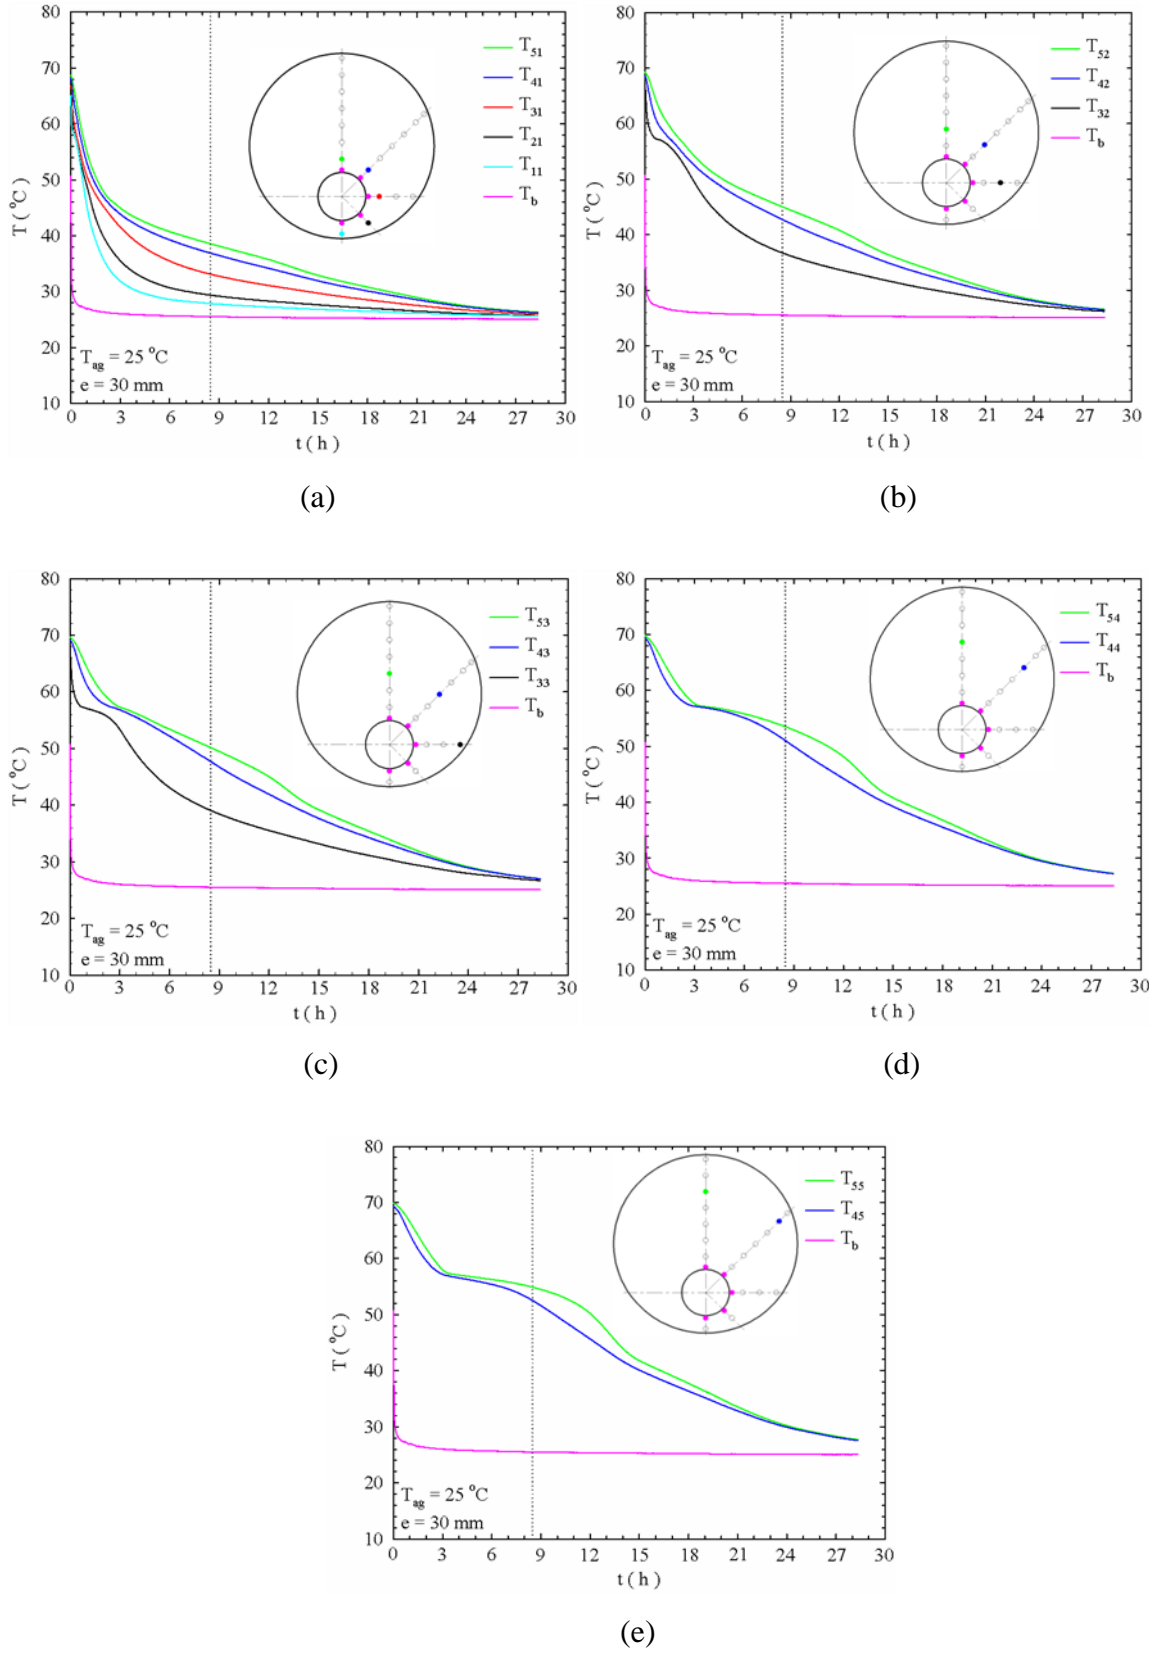 80
70
60
50
40
30
20
10
T (°C)
0 3 6 9 12 15 18 21 24 27 30
t ( h )
T51
T41
T31
T21
T11
Tb
Tag = 25 °C
e = 30 mm
(a)
80
70
60
50
40
30
20
10
T (°C)
0 3 6 9 12 15 18 21 24 27 30
t ( h )
T52
T42
T32
Tb
Tag = 25 °C
e = 30 mm
(b)
80
70
60
50
40
30
20
10
T (°C)
0 3 6 9 12 15 18 21 24 27 30
t ( h )
T53
T43
T33
Tb
Tag = 25 °C
e = 30 mm
(c)
80
70
60
50
40
30
20
10
T (°C)
0 3 6 9 12 15 18 21 24 27 30
t ( h )
T54
T44
Tb
Tag = 25 °C
e = 30 mm
(d)
80
70
60
50
40
30
20
10
T (°C)
0 3 6 9 12 15 18 21 24 27 30
t ( h )
T55
T45
Tb
Tag = 25 °C
e = 30 mm
(e)